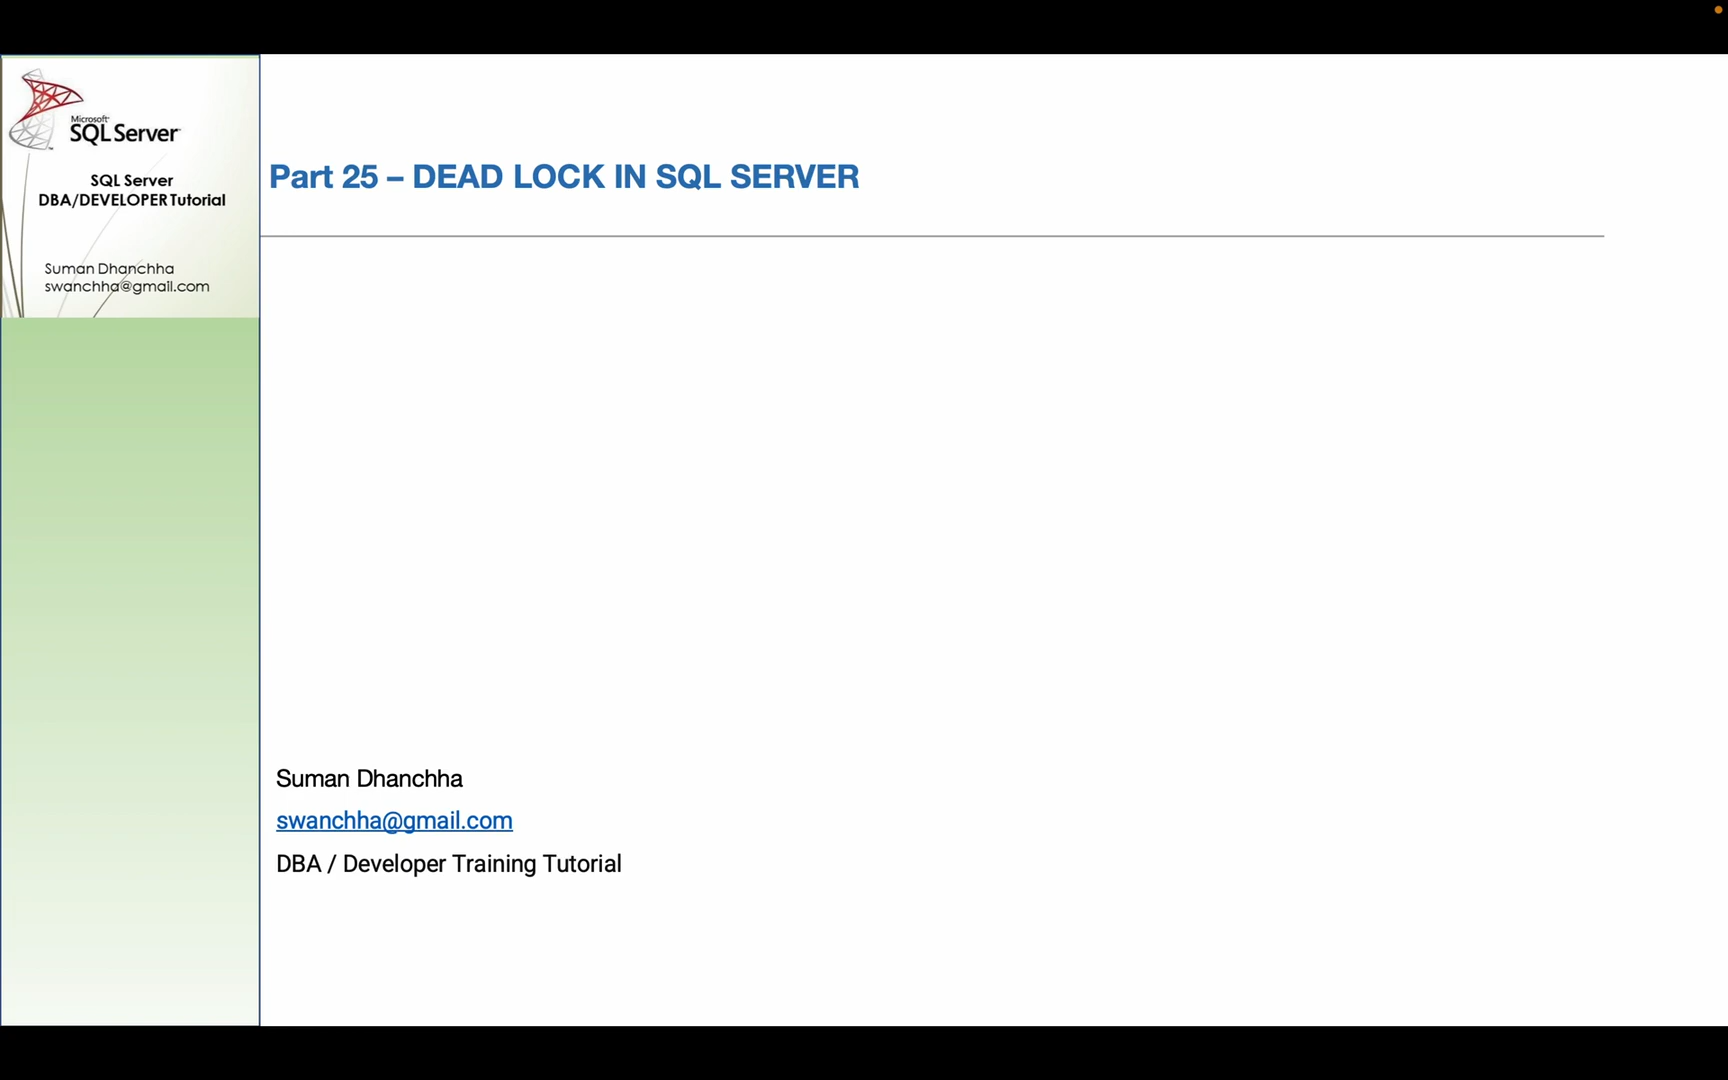 Microsoft
SQL Server
SQL Server
DBA/DEVELOPER Tutorial
Suman Dhanchha
swanchha@gmail.com
Part 25 – DEAD LOCK IN SQL SERVER
Suman Dhanchha
swanchha@gmail.com
DBA / Developer Training Tutorial